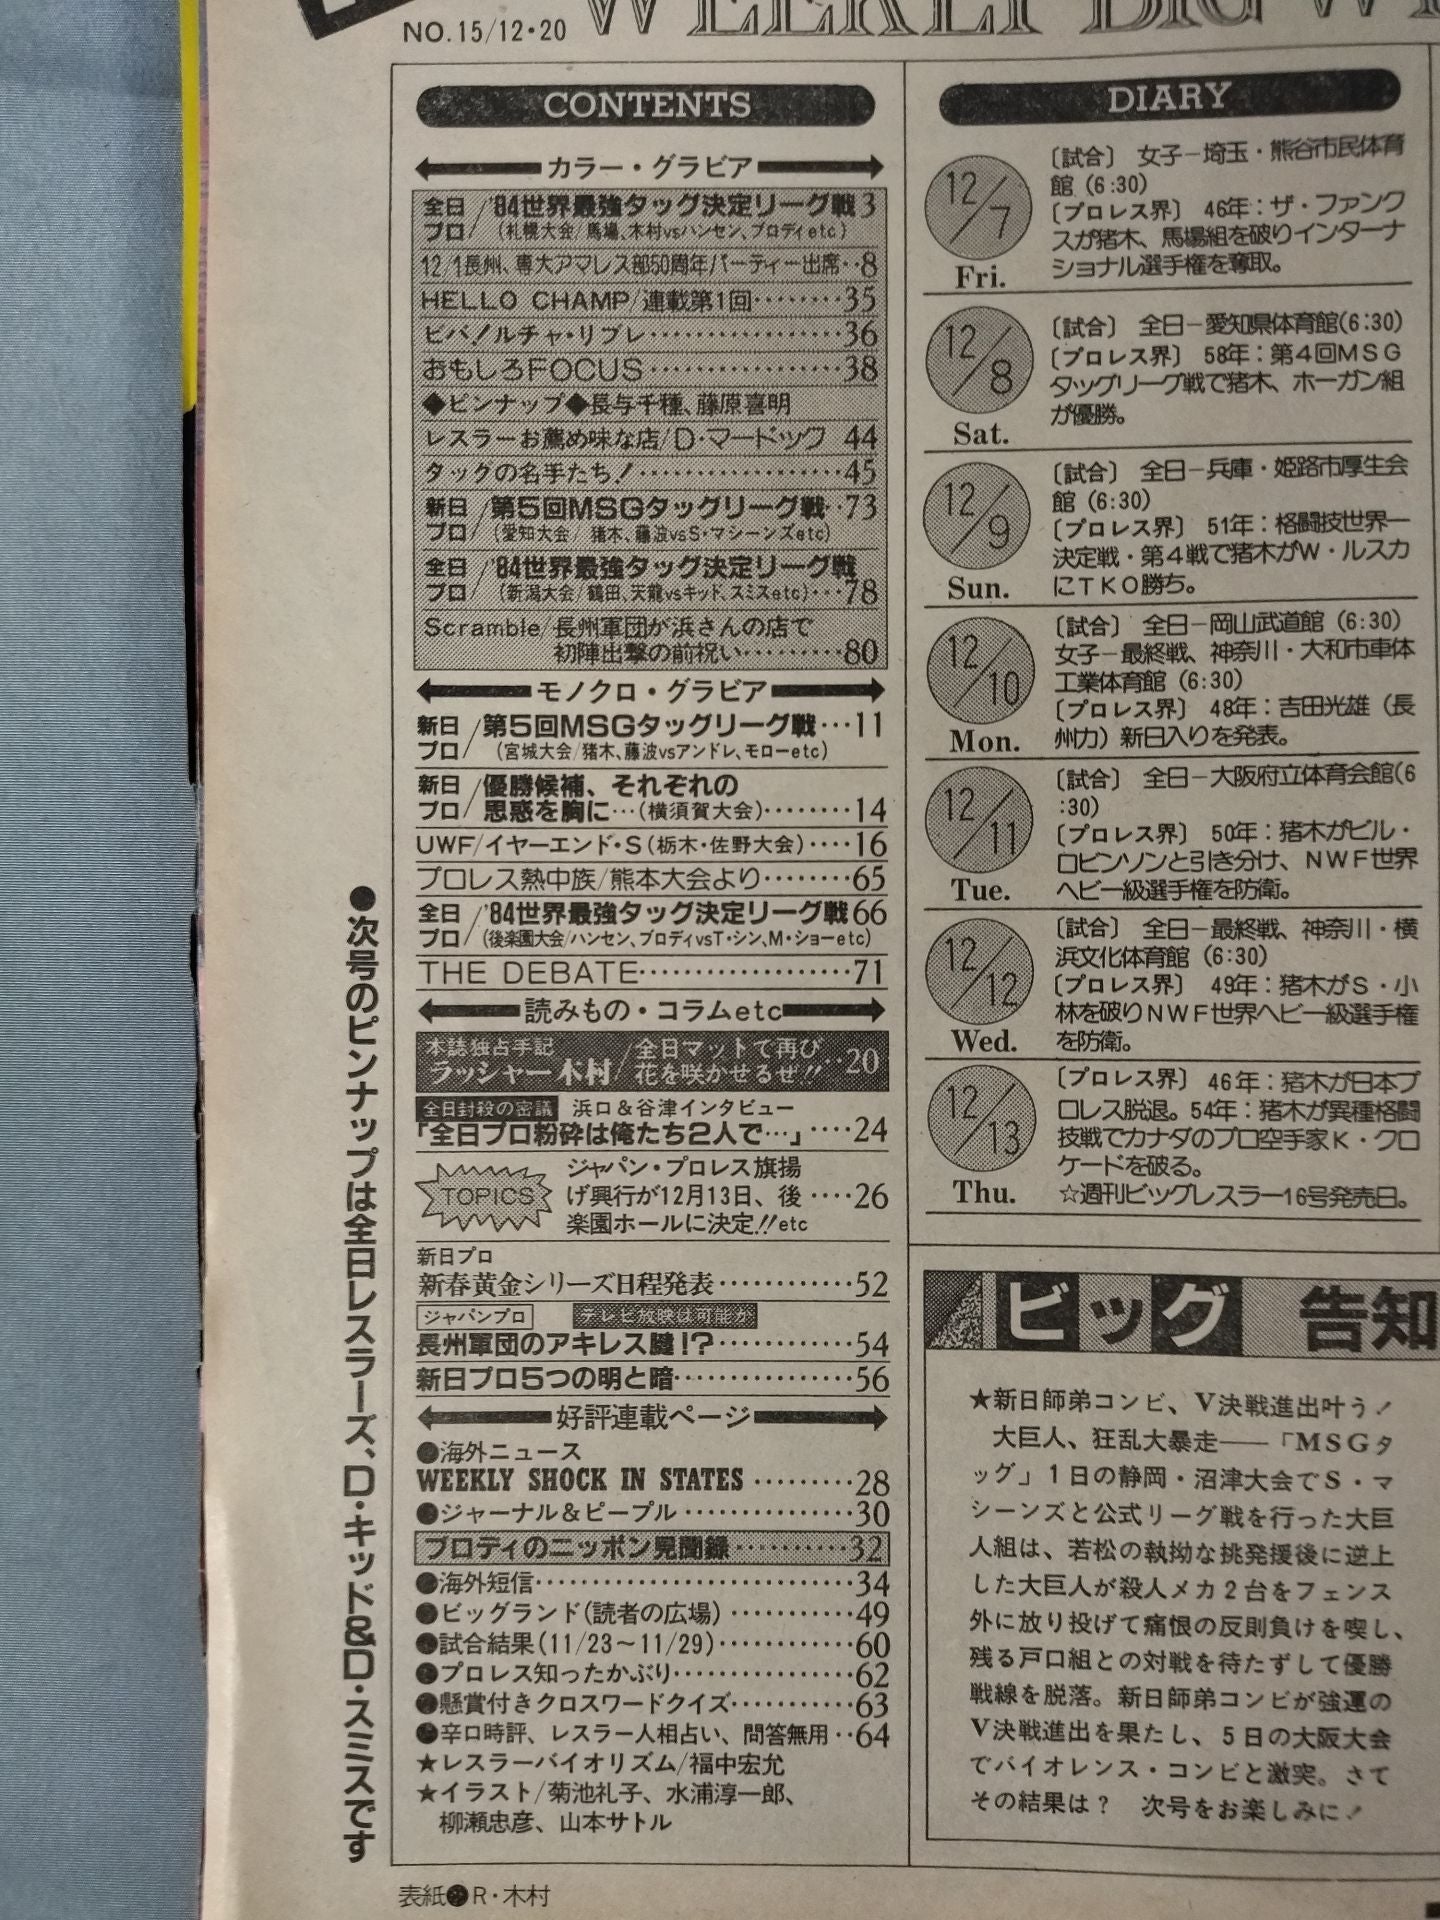 NO.15/12・20
WEEKLY BIG W
CONTENTS
カラー・グラビア
全日プロ/'84世界最強タッグ決定リーグ戦 3
(札幌大会/馬場、木村vsハンセン、ブロディetc)
12/1長州、専大アマレス部50周年パーティー出席‥8
HELLO CHAMP/連載第1回………35
ビバ!ルチャ・リブレ………………36
おもしろFOCUS………………38
◆ピンナップ◆長与千種、藤原喜明
レスラーお薦め味な店/D・マードック 44
タッグの名手たち!………………45
新日プロ/第5回MSGタッグリーグ戦‥73
(愛知大会 猪木、藤波vsS・マシーンズetc)
全日プロ/'84世界最強タッグ決定リーグ戦
(新潟大会/鶴田、天龍vsキッド、スミスetc)……78
Scramble/長州軍団が浜さんの店で
初陣出撃の前祝い………80
モノクロ・グラビア
新日プロ/第5回MSGタッグリーグ戦…11
(宮城大会/猪木、藤波vsアンドレ、モローetc)
新日プロ/優勝候補、それぞれの
思惑を胸に…(横須賀大会)………14
UWF/イヤーエンド・S(栃木・佐野大会)‥‥16
プロレス熱中族/熊本大会より………65
全日プロ/'84世界最強タッグ決定リーグ戦 66
(後楽園大会/ハンセン、ブロディvsT・シン、M・ショーetc)
THE DEBATE………………71
読みもの・コラムetc
本誌独占手記
ラッシャー木村/全日マットで再び
花を咲かせるぜ!!‥20
全日封殺の密議 浜口&谷津インタビュー
「全日プロ粉砕は俺たち2人で…」‥‥24
TOPICS
ジャパン・プロレス旗揚
げ興行が12月13日、後‥‥26
楽園ホールに決定!!etc
新日プロ
新春黄金シリーズ日程発表…………52
ジャパンプロ テレビ放映は可能か
長州軍団のアキレス腱!?…………54
新日プロ5つの明と暗……………56
好評連載ページ
●海外ニュース
WEEKLY SHOCK IN STATES………28
●ジャーナル&ピープル…………30
ブロディのニッポン見聞録………32
●海外短信………………34
●ビッグランド(読者の広場)………49
●試合結果(11/23〜11/29)…………60
●プロレス知ったかぶり…………62
●懸賞付きクロスワードクイズ………63
●辛口時評、レスラー人相占い、問答無用‥64
★レスラーバイオリズム/福中宏允
★イラスト/菊池礼子、水浦淳一郎、
柳瀬忠彦、山本サトル
●次号のピンナップは全日レスラーズ、D・キッド&D・スミスです
表紙●R・木村
DIARY
12/7
Fri.
〔試合〕 女子－埼玉・熊谷市民体育
館(6:30)
〔プロレス界〕 46年：ザ・ファンク
スが猪木、馬場組を破りインターナ
ショナル選手権を奪取。
12/8
Sat.
〔試合〕 全日－愛知県体育館(6:30)
〔プロレス界〕 58年：第4回MSG
タッグリーグ戦で猪木、ホーガン組
が優勝。
12/9
Sun.
〔試合〕 全日－兵庫・姫路市厚生会
館(6:30)
〔プロレス界〕 51年：格闘技世界一
決定戦・第4戦で猪木がW・ルスカ
にTKO勝ち。
12/10
Mon.
〔試合〕 全日－岡山武道館(6:30)
女子－最終戦、神奈川・大和市車体
工業体育館(6:30)
〔プロレス界〕 48年：吉田光雄(長
州力)新日入りを発表。
12/11
Tue.
〔試合〕 全日－大阪府立体育会館(6
:30)
〔プロレス界〕 50年：猪木がビル・
ロビンソンと引き分け、NWF世界
ヘビー級選手権を防衛。
12/12
Wed.
〔試合〕 全日－最終戦、神奈川・横
浜文化体育館(6:30)
〔プロレス界〕 49年：猪木がS・小
林を破りNWF世界ヘビー級選手権
を防衛。
12/13
Thu.
〔プロレス界〕 46年：猪木が日本プ
ロレス脱退。54年：猪木が異種格闘
技戦でカナダのプロ空手家K・クロ
ケードを破る。
☆週刊ビッグレスラー16号発売日。
ビッグ 告知
★新日師弟コンビ、V決戦進出叶う!
大巨人、狂乱大暴走――「MSGタ
ッグ」1日の静岡・沼津大会でS・マ
シーンズと公式リーグ戦を行った大巨
人組は、若松の執拗な挑発援後に逆上
した大巨人が殺人メカ2台をフェンス
外に放り投げて痛恨の反則負けを喫し、
残る戸口組との対戦を待たずして優勝
戦線を脱落。新日師弟コンビが強運の
V決戦進出を果たし、5日の大阪大会
でバイオレンス・コンビと激突。さて
その結果は? 次号をお楽しみに!